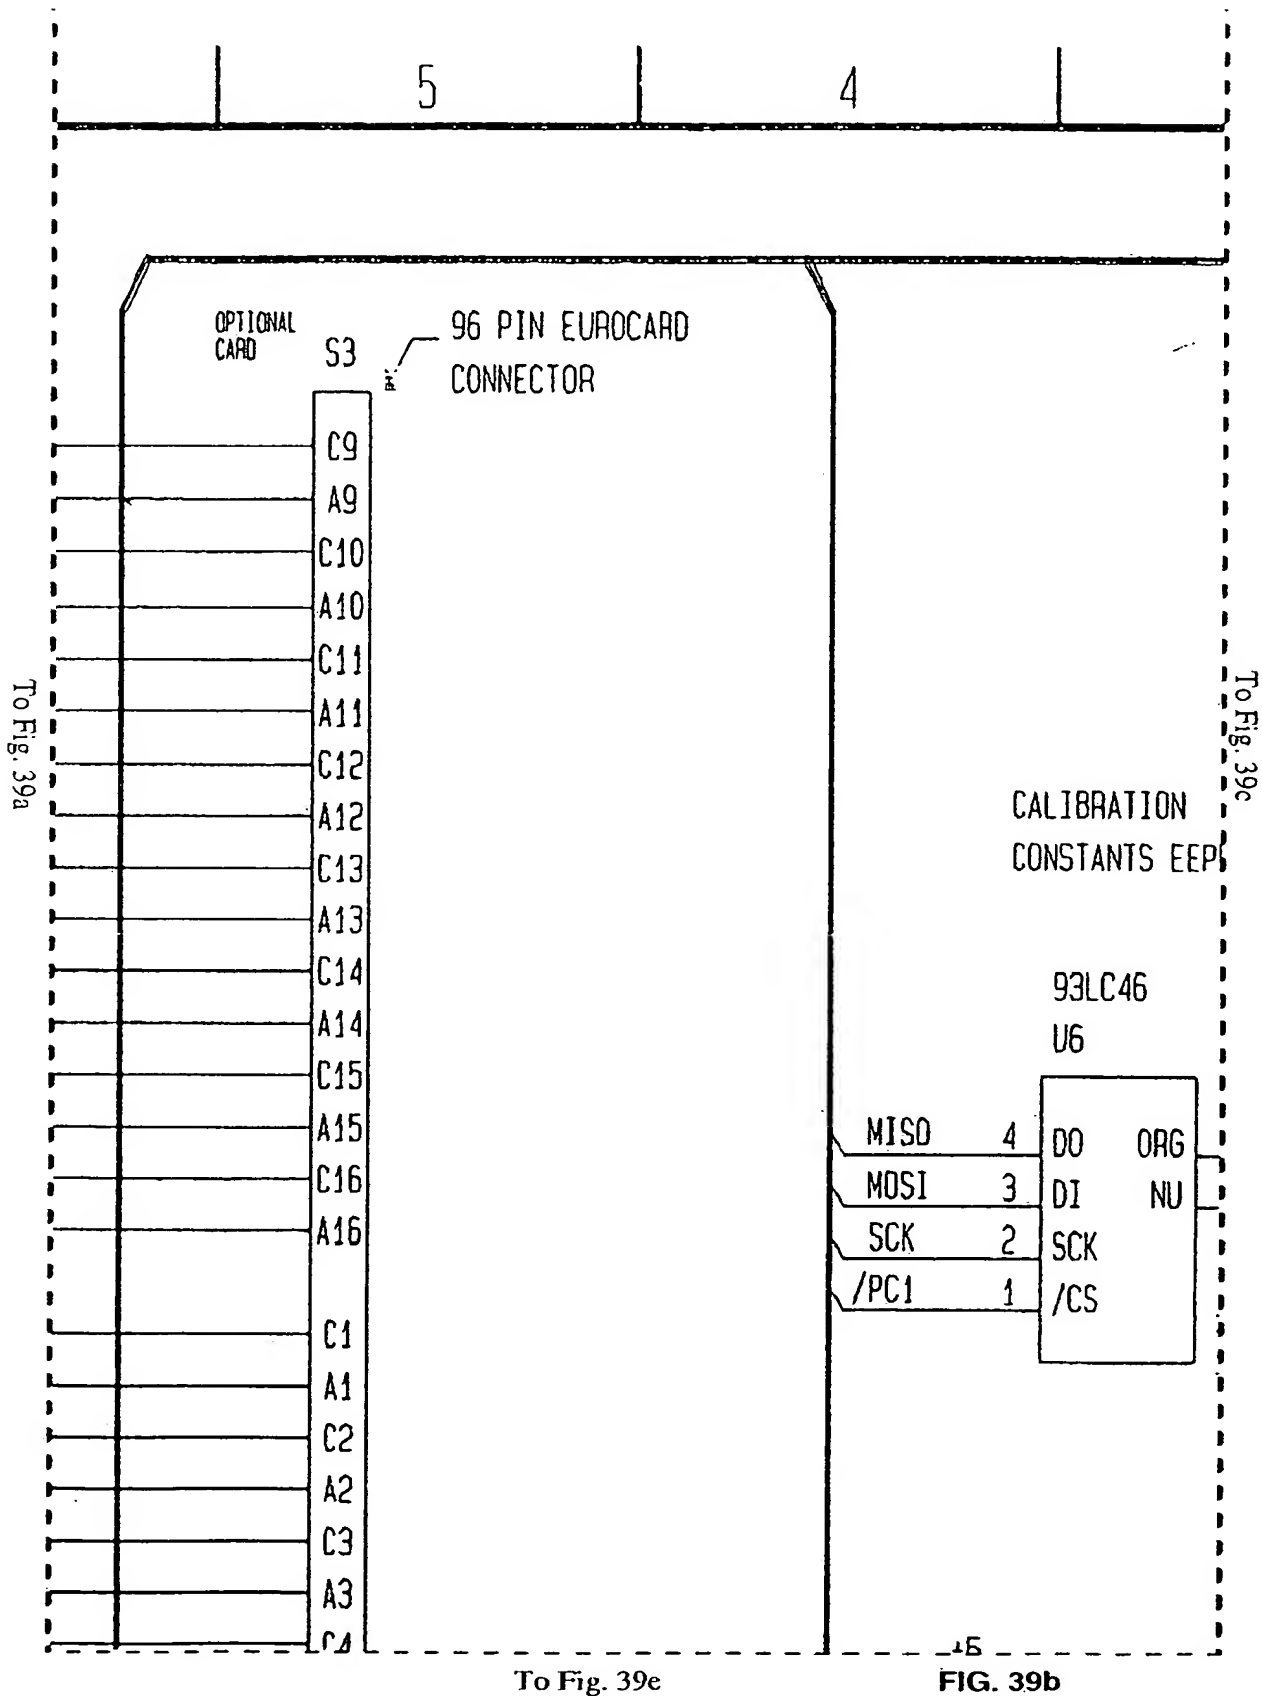 5
4
OPTIONAL
CARD
S3
96 PIN EUROCARD
CONNECTOR
C9
A9
C10
A10
C11
A11
C12
A12
C13
A13
C14
A14
C15
A15
C16
A16
C1
A1
C2
A2
C3
A3
C4
To Fig. 39a
To Fig. 39c
CALIBRATION
CONSTANTS EEP
93LC46
U6
MISO 4 DO ORG
MOSI 3 DI NU
SCK 2 SCK
/PC1 1 /CS
To Fig. 39e
FIG. 39b